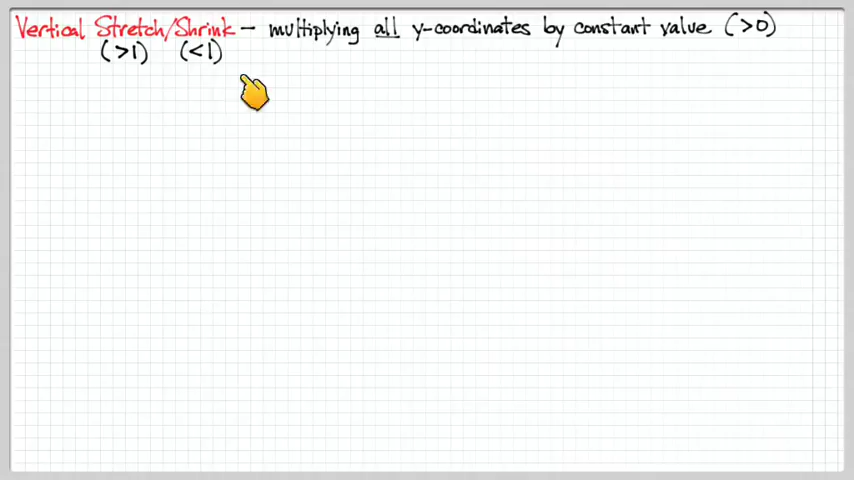 Vertical Stretch/Shrink - multiplying all y-coordinates by constant value (>0)
(>1) (<1)